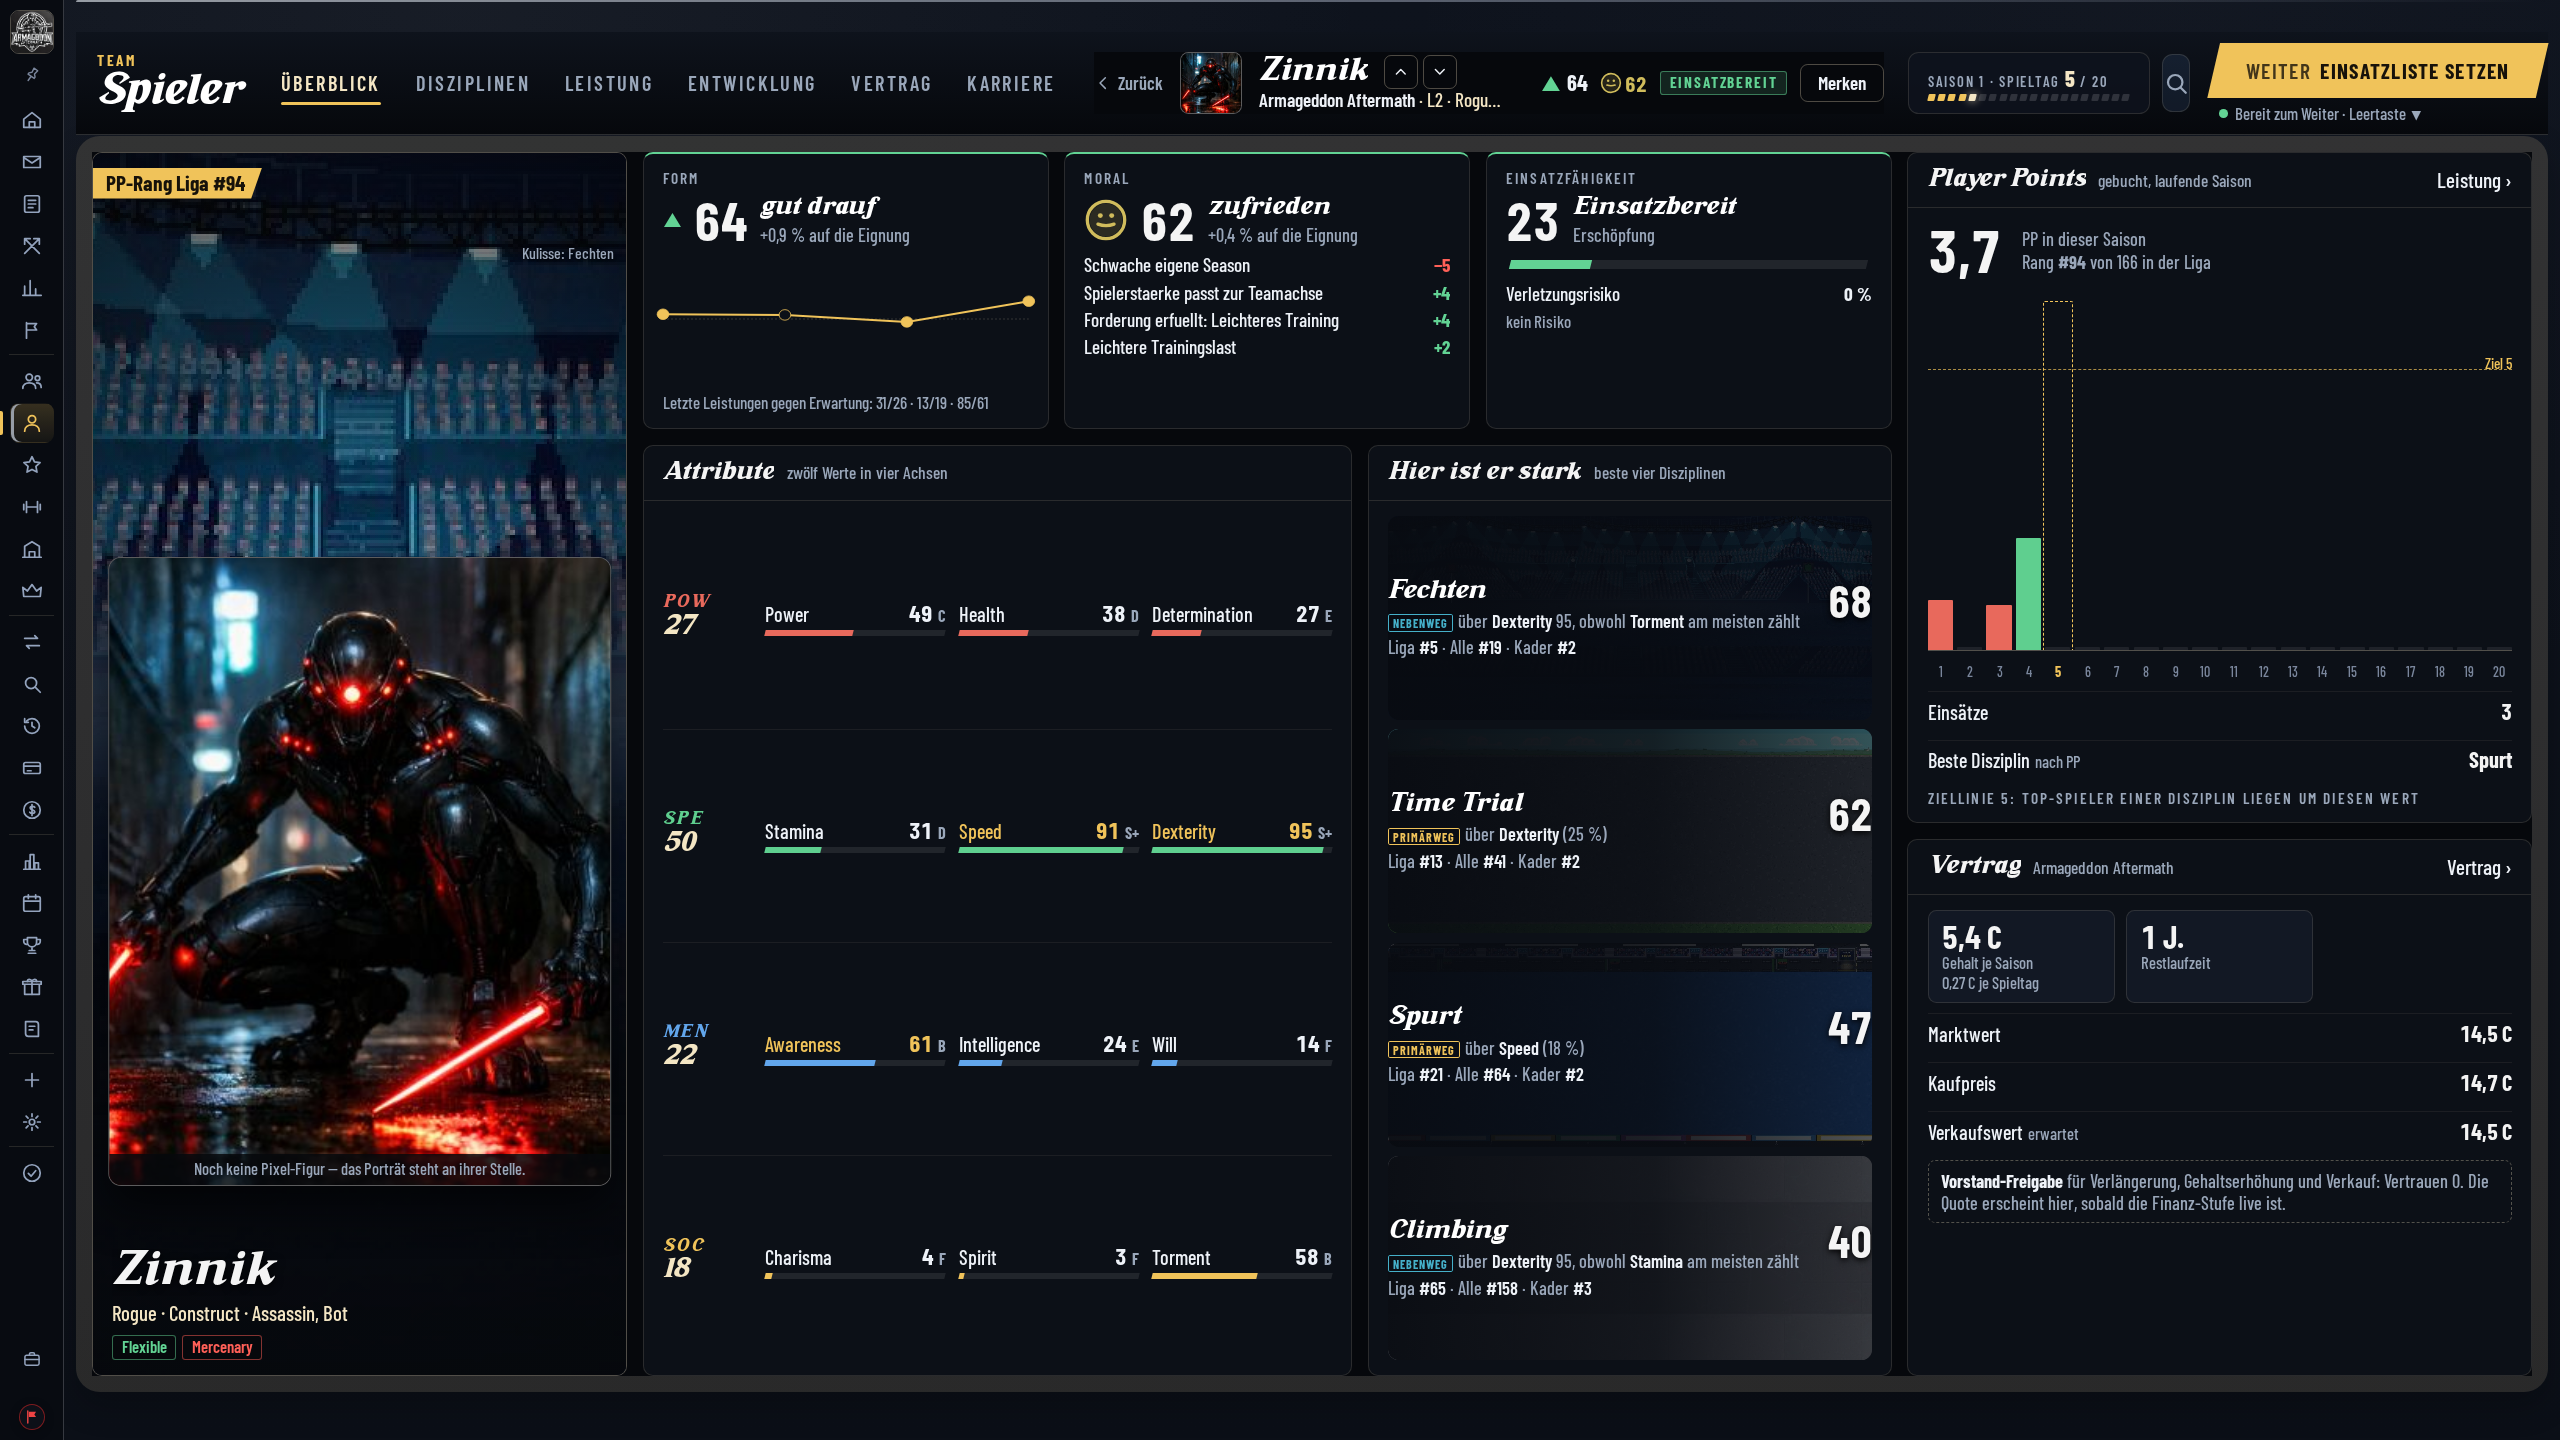 ARMAGEDDON
TEAM
Spieler
ÜBERBLICK
DISZIPLINEN
LEISTUNG
ENTWICKLUNG
VERTRAG
KARRIERE
Zurück
Zinnik
Armageddon Aftermath · L2 · Rogu...
64
62
EINSATZBEREIT
Merken
SAISON 1 · SPIELTAG 5 / 20
WEITER EINSATZLISTE SETZEN
Bereit zum Weiter · Leertaste ▼
PP-Rang Liga #94
Kulisse: Fechten
Noch keine Pixel-Figur — das Porträt steht an ihrer Stelle.
Zinnik
Rogue · Construct · Assassin, Bot
Flexible
Mercenary
FORM
64
gut drauf
+0,9 % auf die Eignung
Letzte Leistungen gegen Erwartung: 31/26 · 13/19 · 85/61
MORAL
62
zufrieden
+0,4 % auf die Eignung
Schwache eigene Season −5
Spielerstaerke passt zur Teamachse +4
Forderung erfuellt: Leichteres Training +4
Leichtere Trainingslast +2
EINSATZFÄHIGKEIT
23
Einsatzbereit
Erschöpfung
Verletzungsrisiko 0 %
kein Risiko
Attribute zwölf Werte in vier Achsen
POW
27
Power 49 C
Health 38 D
Determination 27 E
SPE
50
Stamina 31 D
Speed 91 S+
Dexterity 95 S+
MEN
22
Awareness 61 B
Intelligence 24 E
Will 14 F
SOC
18
Charisma 4 F
Spirit 3 F
Torment 58 B
Hier ist er stark beste vier Disziplinen
Fechten
68
NEBENWEG über Dexterity 95, obwohl Torment am meisten zählt
Liga #5 · Alle #19 · Kader #2
Time Trial
62
PRIMÄRWEG über Dexterity (25 %)
Liga #13 · Alle #41 · Kader #2
Spurt
47
PRIMÄRWEG über Speed (18 %)
Liga #21 · Alle #64 · Kader #2
Climbing
40
NEBENWEG über Dexterity 95, obwohl Stamina am meisten zählt
Liga #65 · Alle #158 · Kader #3
Player Points gebucht, laufende Saison
Leistung ›
3,7
PP in dieser Saison
Rang #94 von 166 in der Liga
Ziel 5
1 2 3 4 5 6 7 8 9 10 11 12 13 14 15 16 17 18 19 20
Einsätze 3
Beste Disziplin nach PP Spurt
ZIELLINIE 5: TOP-SPIELER EINER DISZIPLIN LIEGEN UM DIESEN WERT
Vertrag Armageddon Aftermath
Vertrag ›
5,4 C
Gehalt je Saison
0,27 C je Spieltag
1 J.
Restlaufzeit
Marktwert 14,5 C
Kaufpreis 14,7 C
Verkaufswert erwartet 14,5 C
Vorstand-Freigabe für Verlängerung, Gehaltserhöhung und Verkauf: Vertrauen 0. Die
Quote erscheint hier, sobald die Finanz-Stufe live ist.